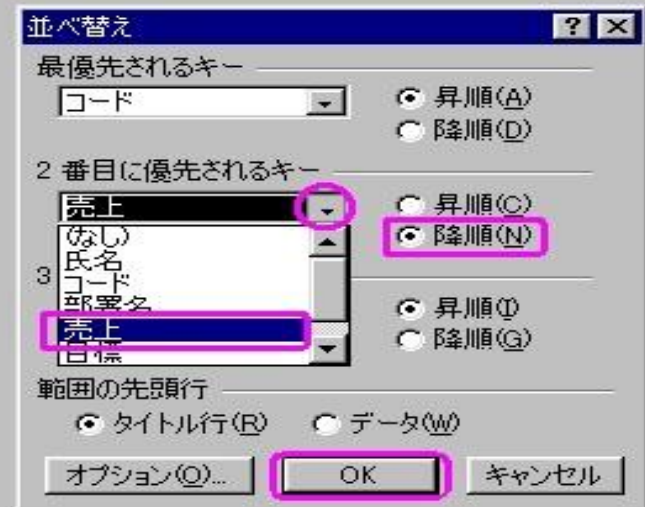 並べ替え
最優先されるキー
コード 昇順(A)
降順(D)
2 番目に優先されるキー
売上 昇順(C)
降順(N)
(なし)
氏名
3
コード
部署名
売上 昇順(I)
目標 降順(G)
範囲の先頭行
タイトル行(R) データ(W)
オプション(O)... OK キャンセル